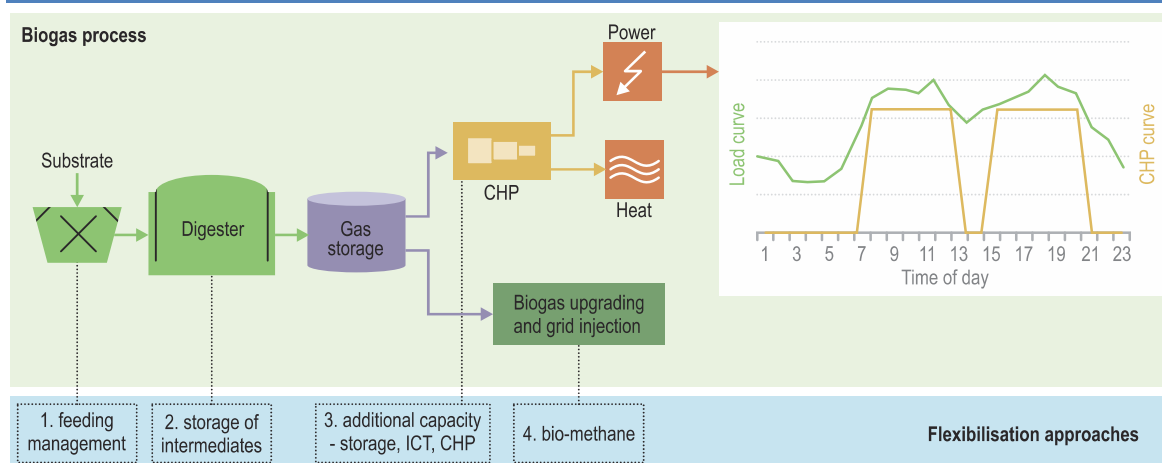 Biogas process
Power
Substrate
Digester
Gas
storage
CHP
Heat
Biogas upgrading
and grid injection
Load curve
CHP curve
1 3 5 7 9 11 13 15 17 19 21 23
Time of day
1. feeding
management
2. storage of
intermediates
3. additional capacity
- storage, ICT, CHP
4. bio-methane
Flexibilisation approaches